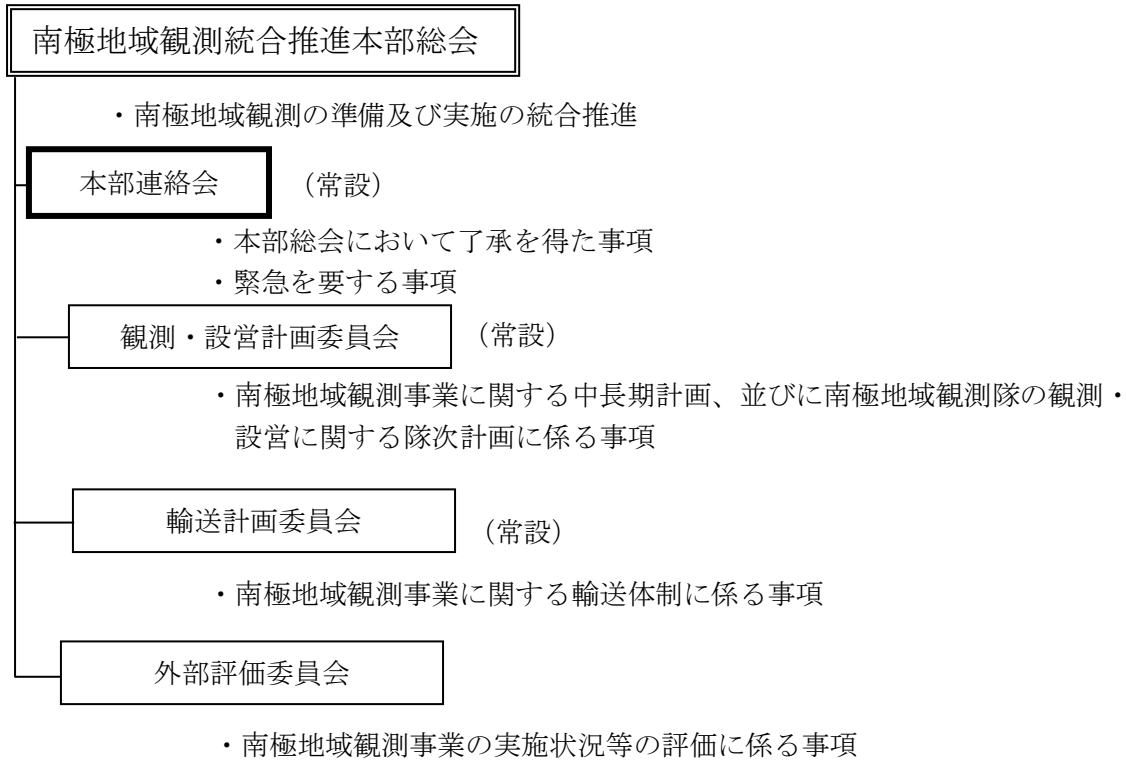 南極地域観測統合推進本部総会
・南極地域観測の準備及び実施の統合推進
本部連絡会 （常設）
・本部総会において了承を得た事項
・緊急を要する事項
観測・設営計画委員会 （常設）
・南極地域観測事業に関する中長期計画、並びに南極地域観測隊の観測・
設営に関する隊次計画に係る事項
輸送計画委員会 （常設）
・南極地域観測事業に関する輸送体制に係る事項
外部評価委員会
・南極地域観測事業の実施状況等の評価に係る事項